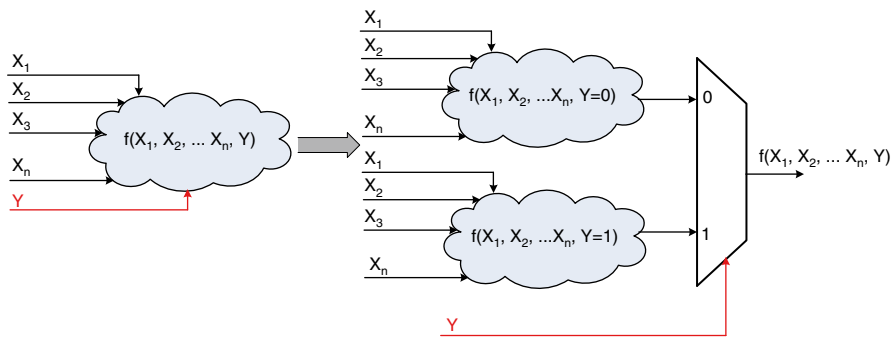 X₁
X₂
X₃
Xₙ
Y
f(X₁, X₂, ... Xₙ, Y)
X₁
X₂
X₃
Xₙ
f(X₁, X₂, ...Xₙ, Y=0)
X₁
X₂
X₃
Xₙ
f(X₁, X₂, ...Xₙ, Y=1)
Y
0
1
f(X₁, X₂, ... Xₙ, Y)